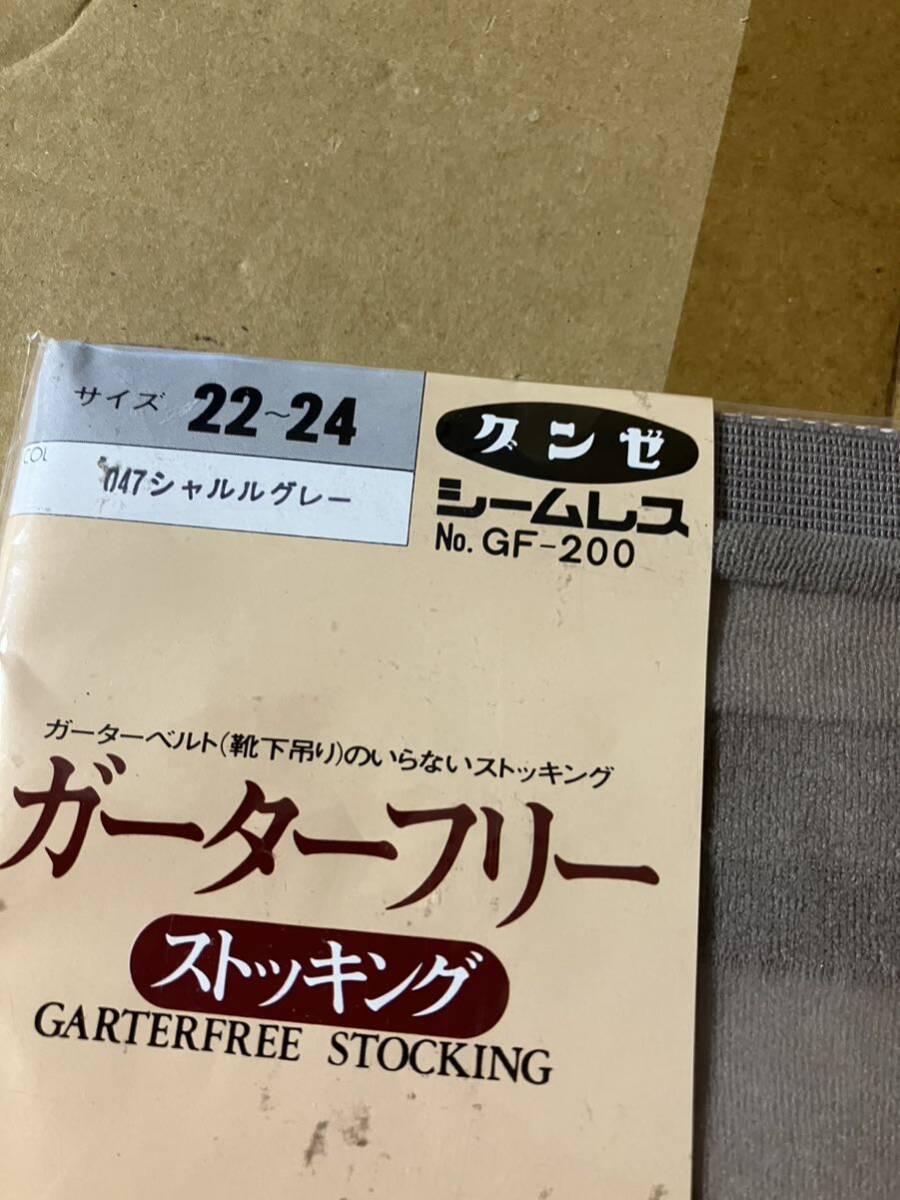 サイズ 22~24
COL
047シャルルグレー
グンゼ
シームレス
No. GF-200
ガーターベルト(靴下吊り)のいらないストッキング
ガーターフリー
ストッキング
GARTERFREE STOCKING